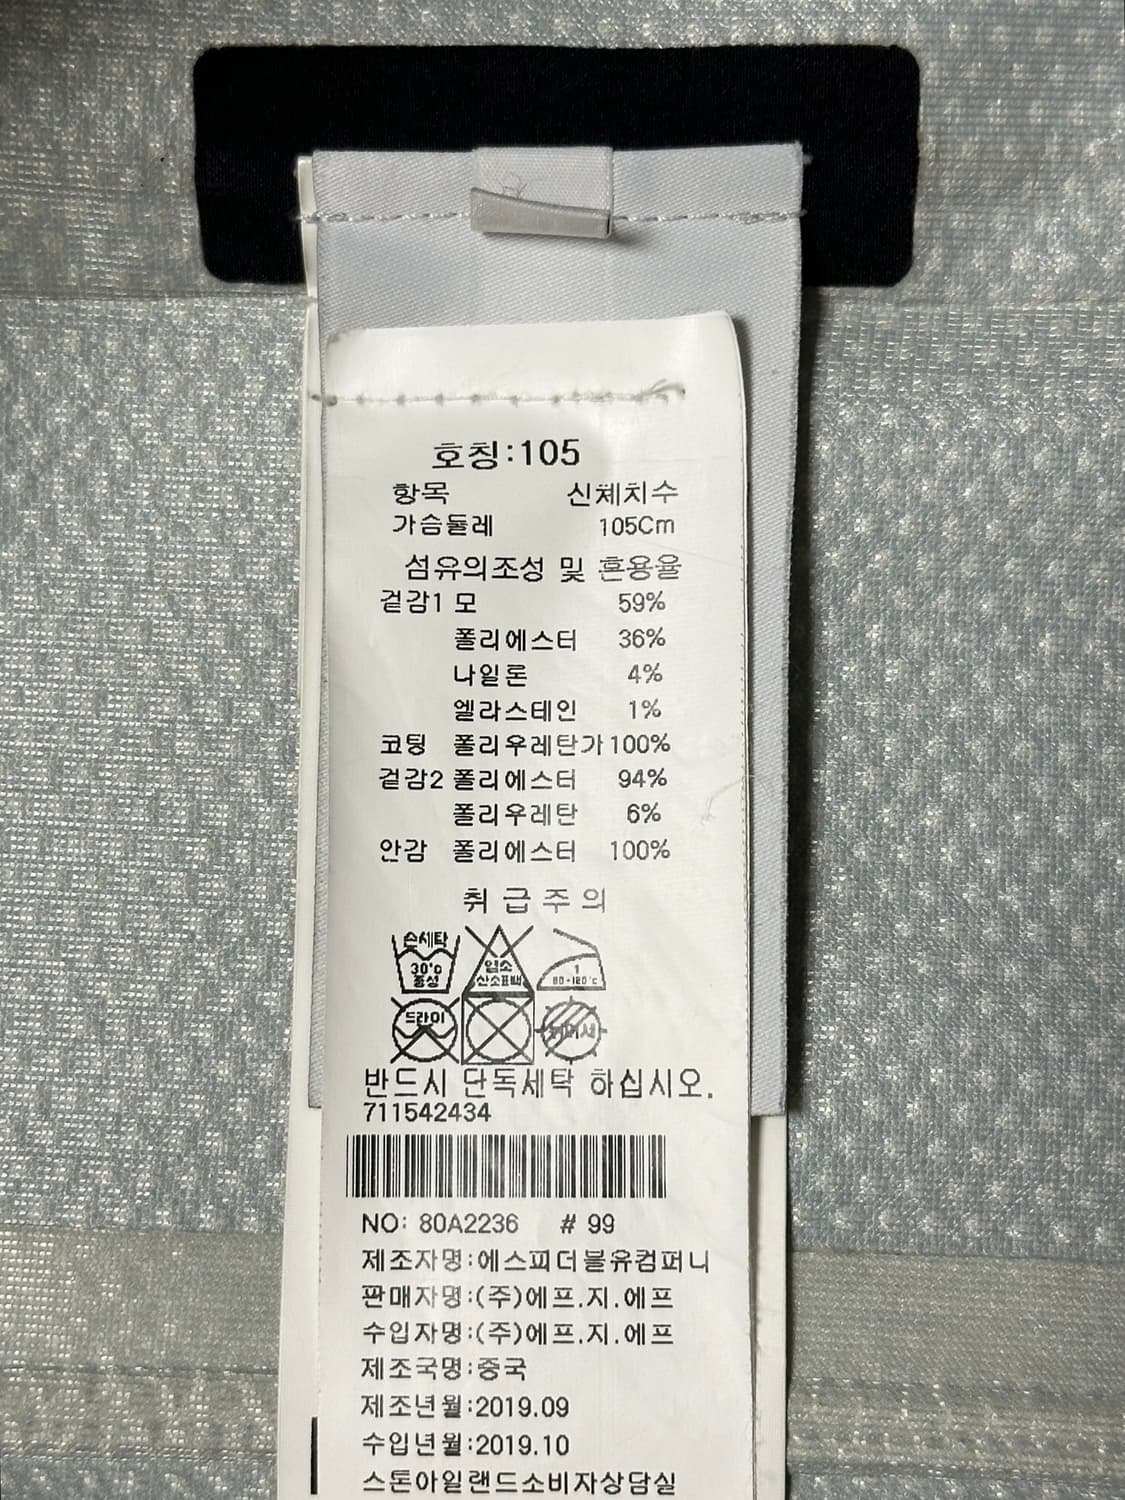 호칭:105
항목 신체치수
가슴둘레 105Cm
섬유의조성 및 혼용율
겉감1 모 59%
폴리에스터 36%
나일론 4%
엘라스테인 1%
코팅 폴리우레탄가 100%
겉감2 폴리에스터 94%
폴리우레탄 6%
안감 폴리에스터 100%
취급주의
손세탁 30°c 중성
염소 산소표백
1 80-120°c
드라이
뉘어서
반드시 단독세탁 하십시오.
711542434
NO: 80A2236 # 99
제조자명:에스피더블유컴퍼니
판매자명:(주)에프.지.에프
수입자명:(주)에프.지.에프
제조국명:중국
제조년월:2019.09
수입년월:2019.10
스톤아일랜드소비자상담실